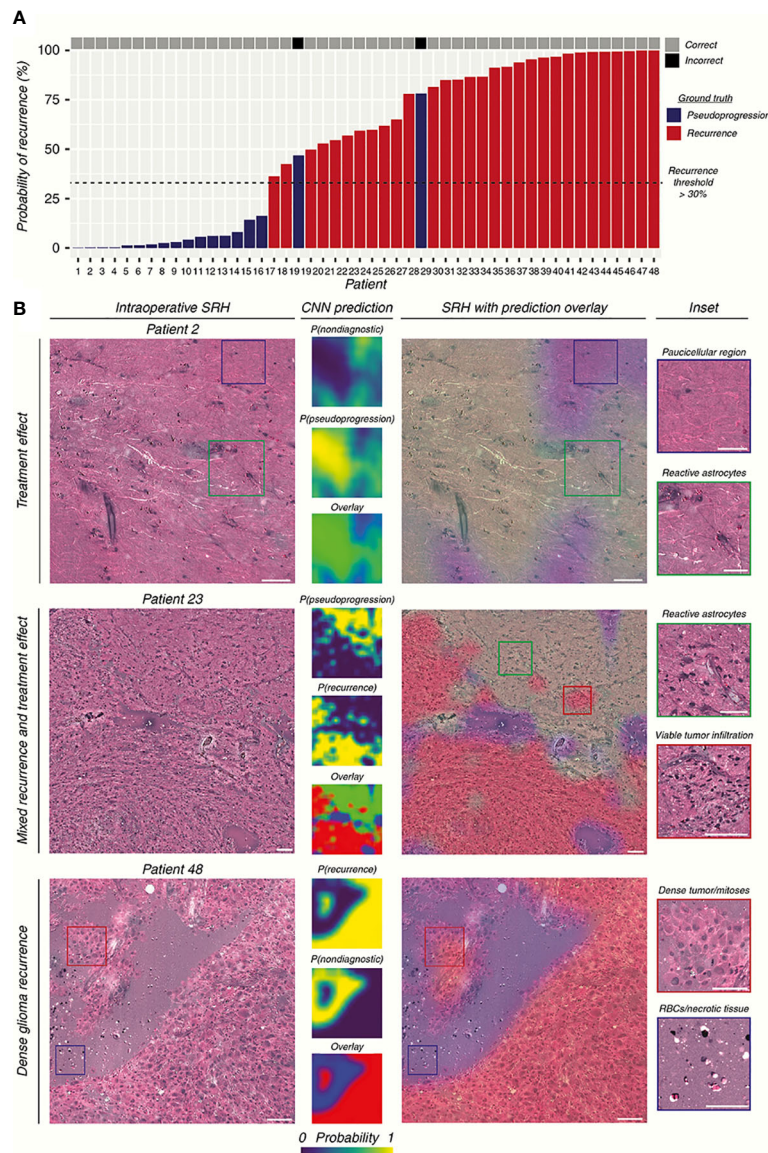 A
Probability of recurrence (%)
100
75
50
25
0
Correct
Incorrect
Ground truth
Pseudoprogression
Recurrence
Recurrence
threshold
> 30%
1 2 3 4 5 6 7 8 9 10 11 12 13 14 15 16 17 18 19 20 21 22 23 24 25 26 27 28 29 30 31 32 33 34 35 36 37 38 39 40 41 42 43 44 45 46 47 48
Patient
B
Intraoperative SRH
CNN prediction
SRH with prediction overlay
Inset
Treatment effect
Patient 2
P(nondiagnostic)
P(pseudoprogression)
Overlay
Paucicellular region
Reactive astrocytes
Mixed recurrence and treatment effect
Patient 23
P(pseudoprogression)
P(recurrence)
Overlay
Reactive astrocytes
Viable tumor infiltration
Dense glioma recurrence
Patient 48
P(recurrence)
P(nondiagnostic)
Overlay
Dense tumor/mitoses
RBCs/necrotic tissue
0 Probability 1